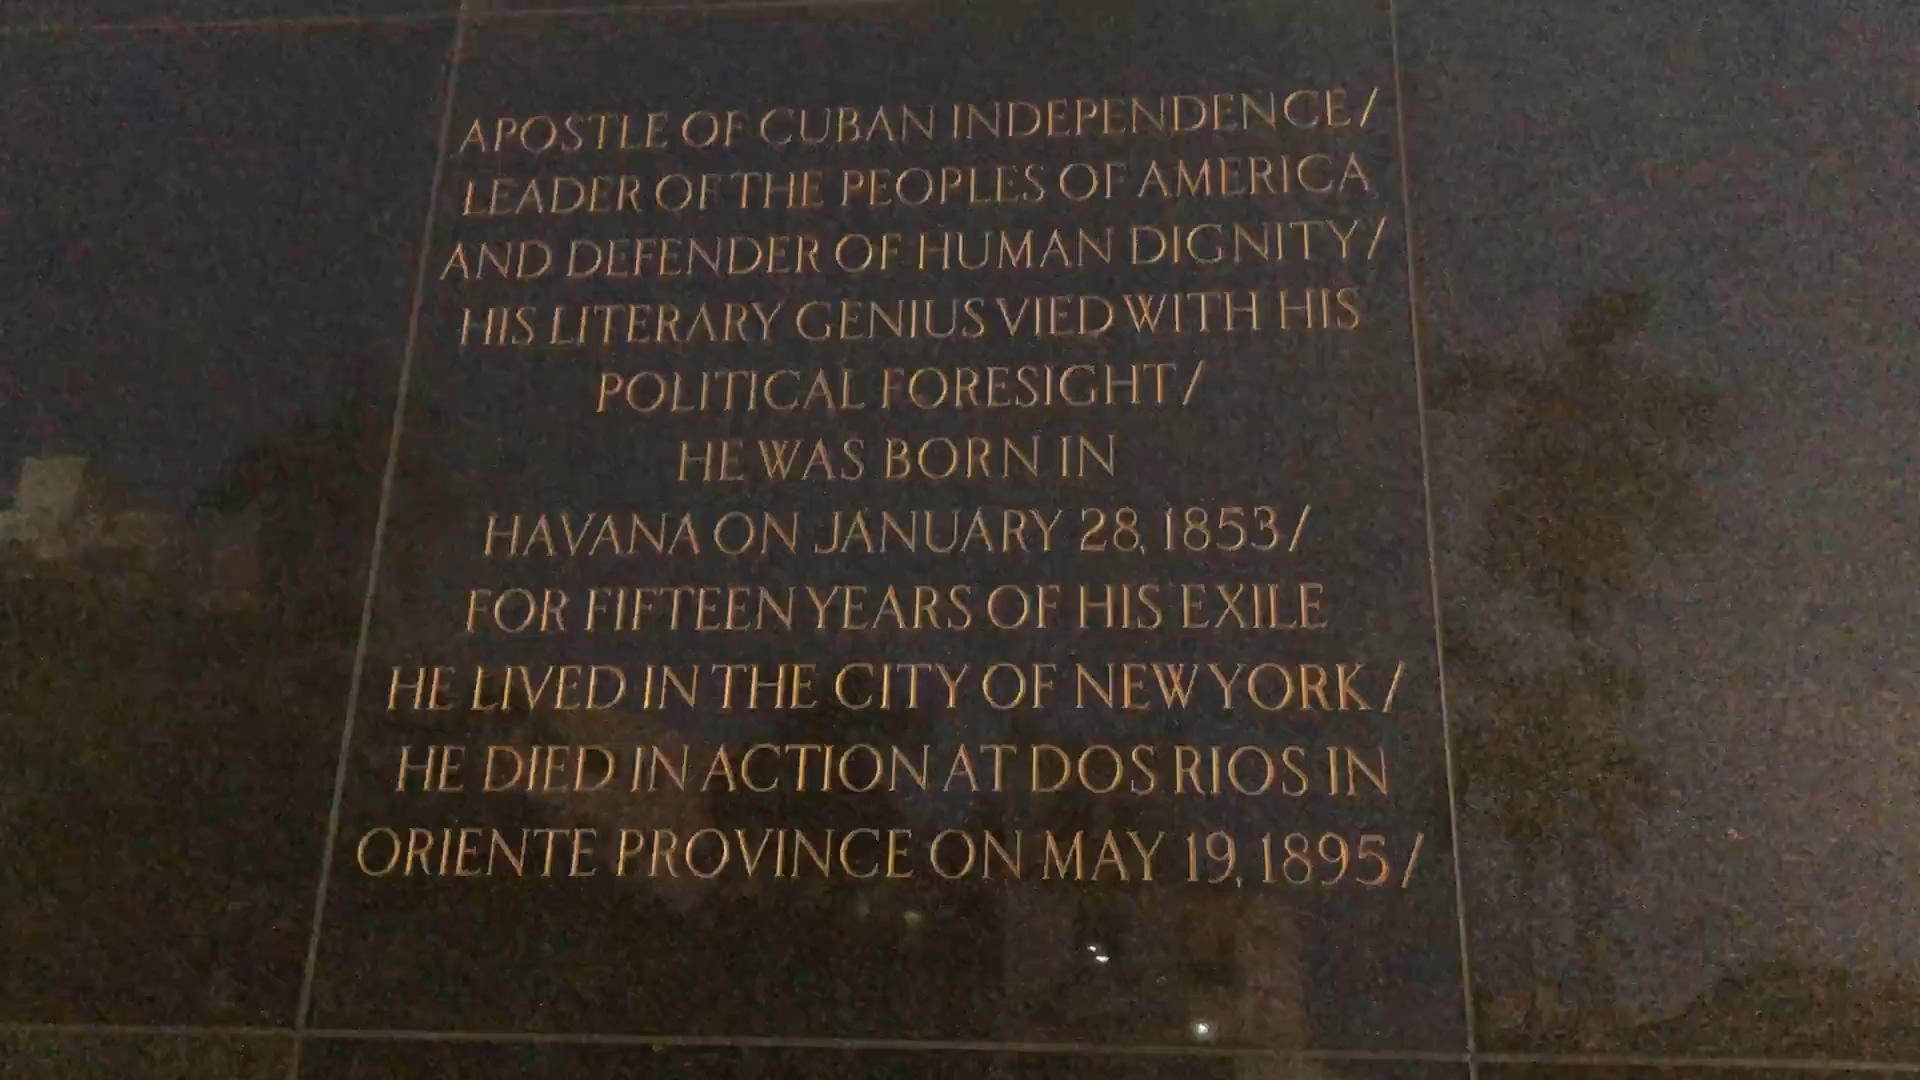 APOSTLE OF CUBAN INDEPENDENCE/
LEADER OF THE PEOPLES OF AMERICA
AND DEFENDER OF HUMAN DIGNITY/
HIS LITERARY GENIUS VIED WITH HIS
POLITICAL FORESIGHT/
HE WAS BORN IN
HAVANA ON JANUARY 28, 1853/
FOR FIFTEEN YEARS OF HIS EXILE
HE LIVED IN THE CITY OF NEW YORK/
HE DIED IN ACTION AT DOS RIOS IN
ORIENTE PROVINCE ON MAY 19, 1895/